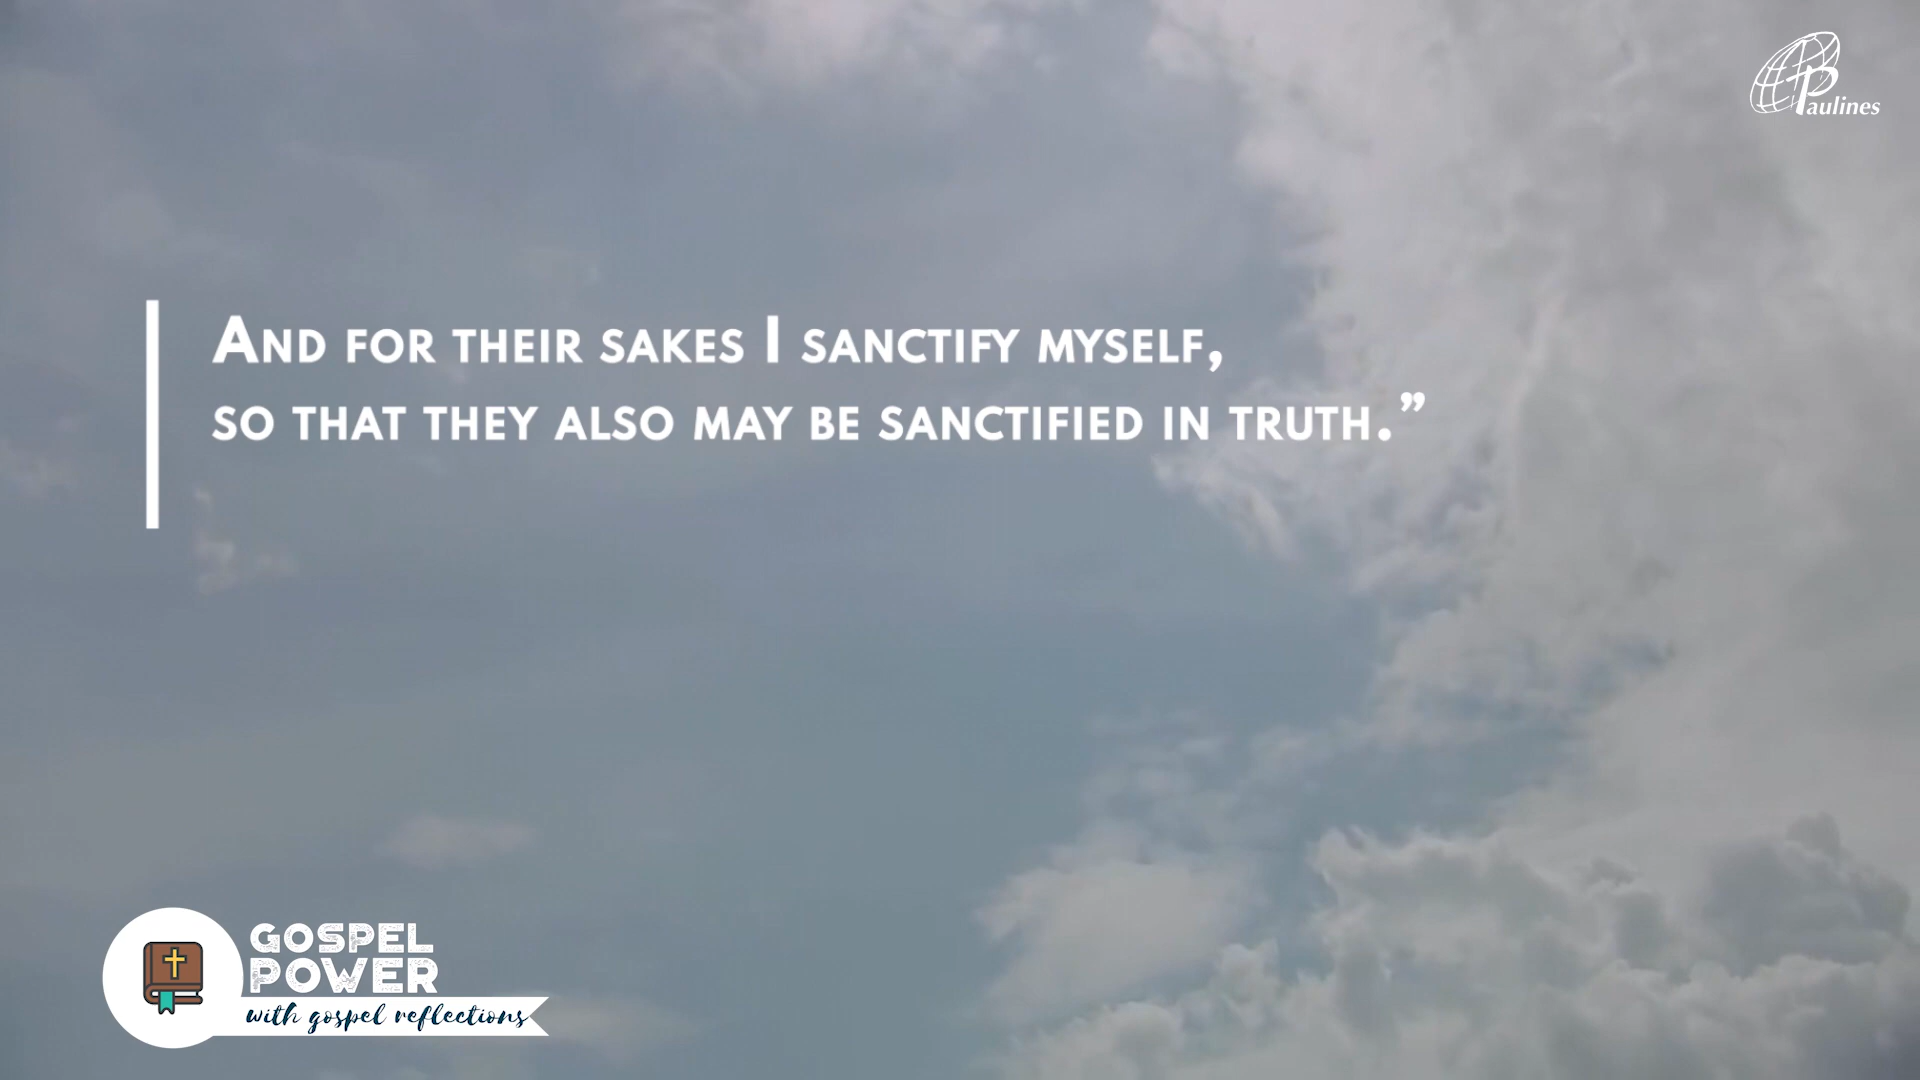 Paulines
And for their sakes I sanctify myself,
so that they also may be sanctified in truth.”
GOSPEL
POWER
with gospel reflections